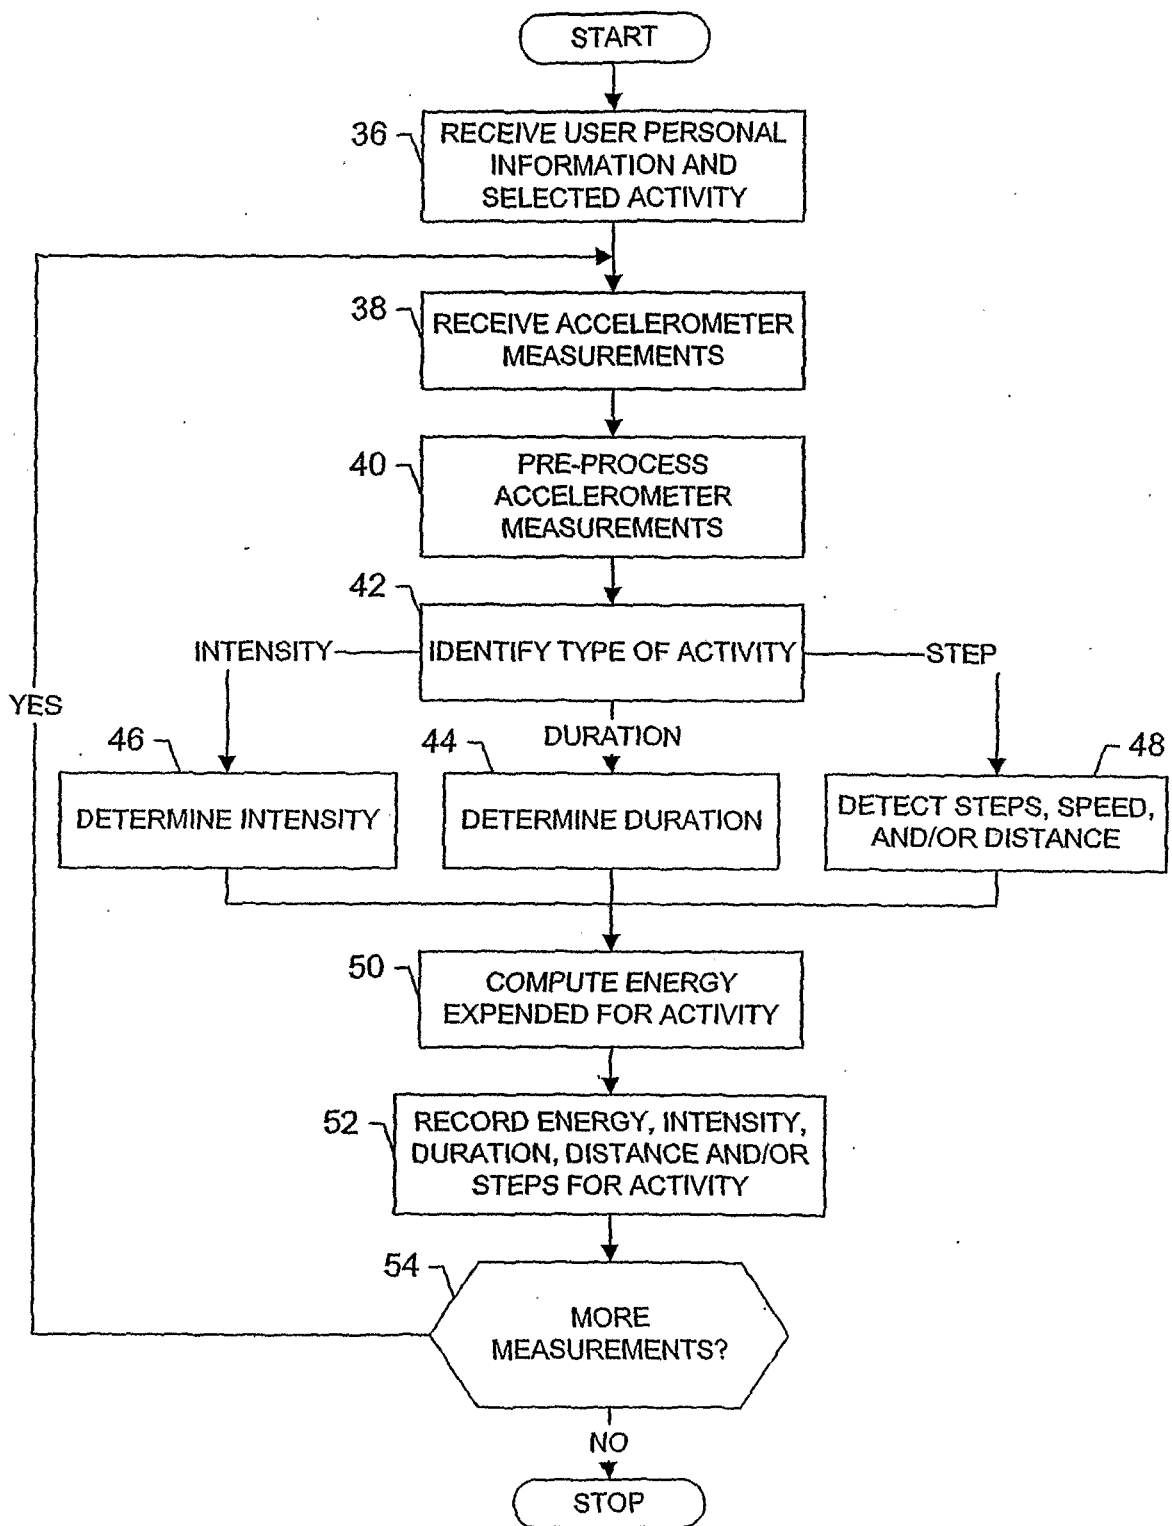 START
36
RECEIVE USER PERSONAL
INFORMATION AND
SELECTED ACTIVITY
38
RECEIVE ACCELEROMETER
MEASUREMENTS
40
PRE-PROCESS
ACCELEROMETER
MEASUREMENTS
42
IDENTIFY TYPE OF ACTIVITY
INTENSITY
STEP
YES
DURATION
46
DETERMINE INTENSITY
44
DETERMINE DURATION
48
DETECT STEPS, SPEED,
AND/OR DISTANCE
50
COMPUTE ENERGY
EXPENDED FOR ACTIVITY
52
RECORD ENERGY, INTENSITY,
DURATION, DISTANCE AND/OR
STEPS FOR ACTIVITY
54
MORE
MEASUREMENTS?
NO
STOP